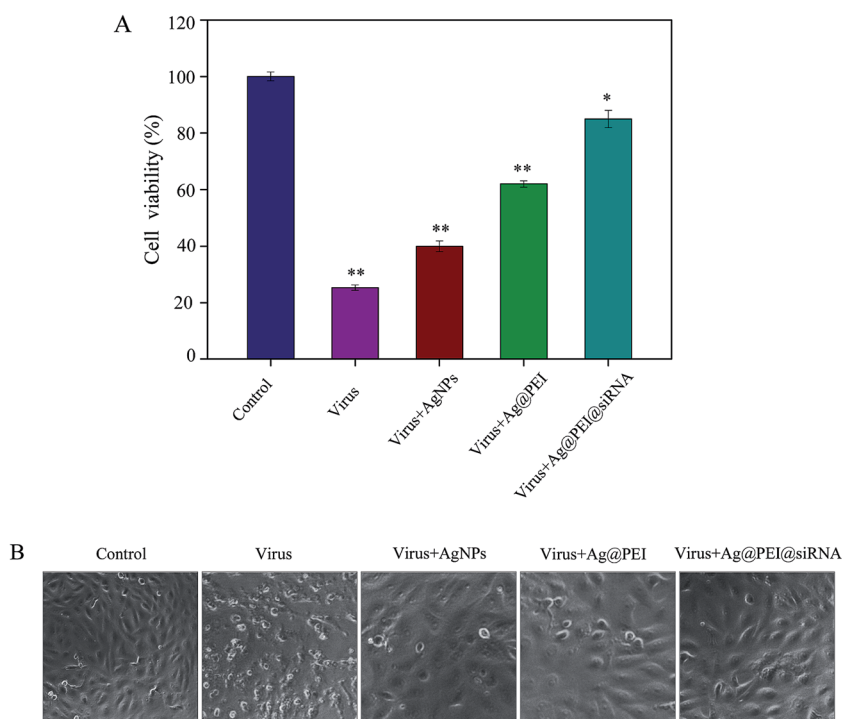 A
120
100
80
60
40
20
0
Cell viability (%)
**
**
**
*
Control
Virus
Virus+AgNPs
Virus+Ag@PEI
Virus+Ag@PEI@siRNA
B
Control Virus Virus+AgNPs Virus+Ag@PEI Virus+Ag@PEI@siRNA